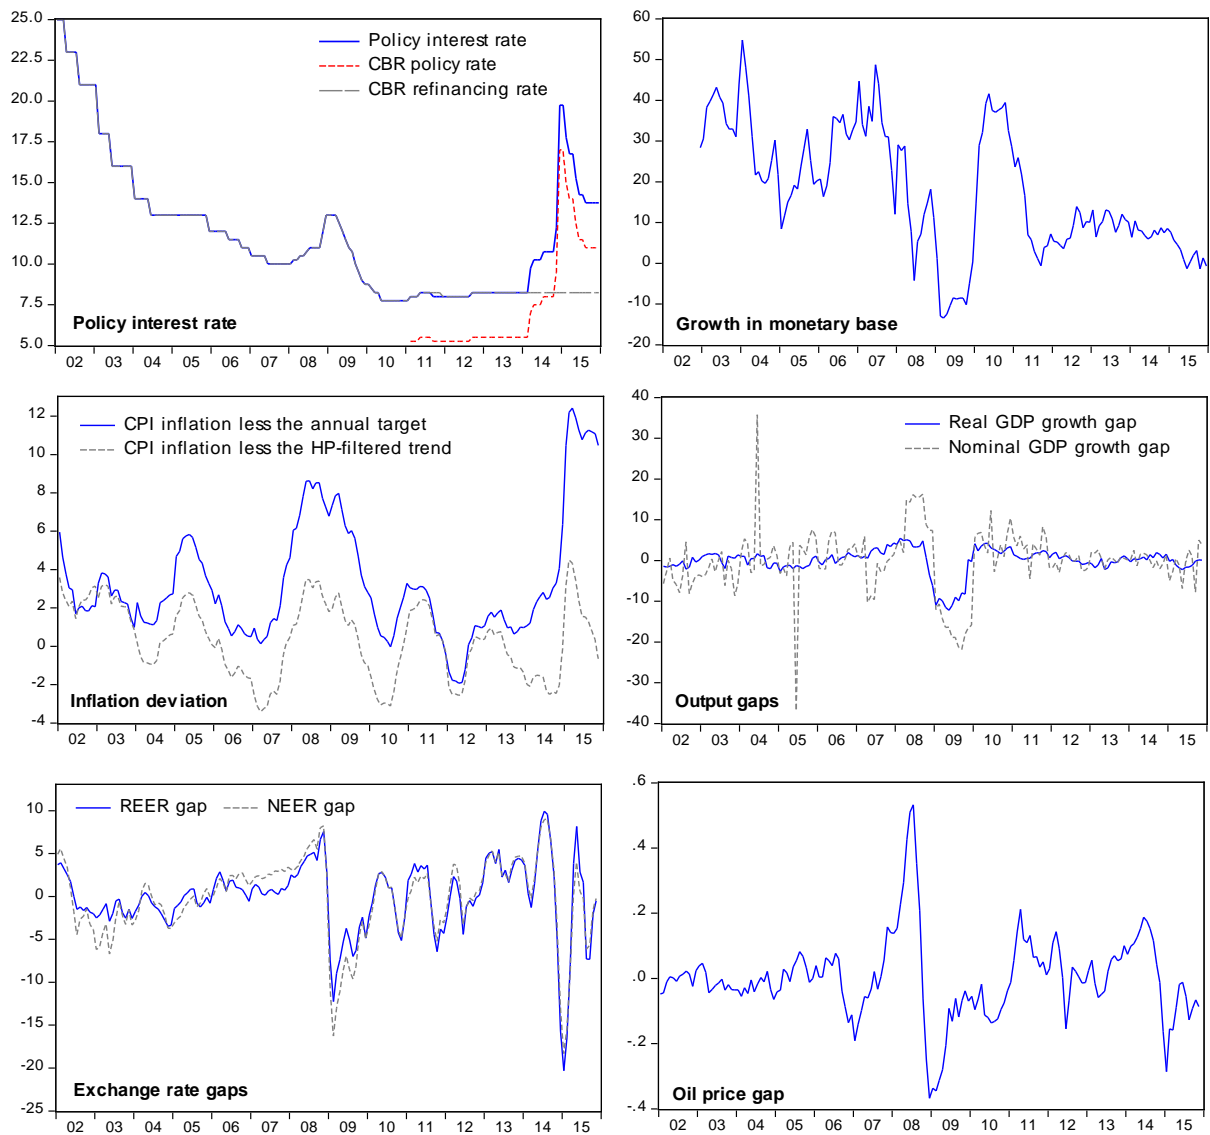 25.0
22.5
20.0
17.5
15.0
12.5
10.0
7.5
5.0
Policy interest rate
CBR policy rate
CBR refinancing rate
Policy interest rate
02 03 04 05 06 07 08 09 10 11 12 13 14 15
60
50
40
30
20
10
0
-10
-20
Growth in monetary base
02 03 04 05 06 07 08 09 10 11 12 13 14 15
12
10
8
6
4
2
0
-2
-4
CPI inflation less the annual target
CPI inflation less the HP-filtered trend
Inflation deviation
02 03 04 05 06 07 08 09 10 11 12 13 14 15
40
30
20
10
0
-10
-20
-30
-40
Real GDP growth gap
Nominal GDP growth gap
Output gaps
02 03 04 05 06 07 08 09 10 11 12 13 14 15
10
5
0
-5
-10
-15
-20
-25
REER gap NEER gap
Exchange rate gaps
02 03 04 05 06 07 08 09 10 11 12 13 14 15
.6
.4
.2
.0
-.2
-.4
Oil price gap
02 03 04 05 06 07 08 09 10 11 12 13 14 15